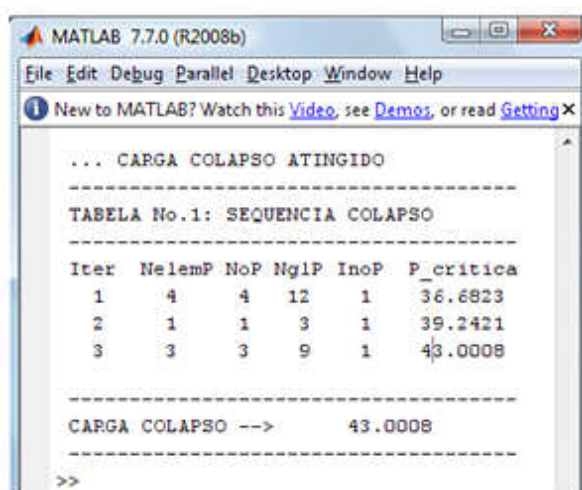 MATLAB 7.7.0 (R2008b)
File Edit Debug Parallel Desktop Window Help
New to MATLAB? Watch this Video, see Demos, or read Getting
... CARGA COLAPSO ATINGIDO
----------------------------------------
TABELA No.1: SEQUENCIA COLAPSO
----------------------------------------
Iter NelemP NoP NglP InoP P_critica
1 4 4 12 1 36.6823
2 1 1 3 1 39.2421
3 3 3 9 1 43.0008
----------------------------------------
CARGA COLAPSO --> 43.0008
----------------------------------------
>>